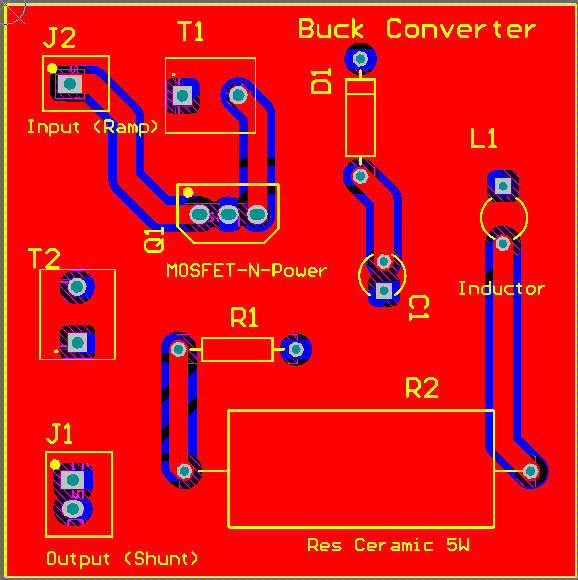 Buck Converter
J2
T1
D1
Input (Ramp)
L1
Q1
T2
MOSFET-N-Power
Inductor
C1
R1
R2
J1
Res Ceramic 5W
Output (Shunt)